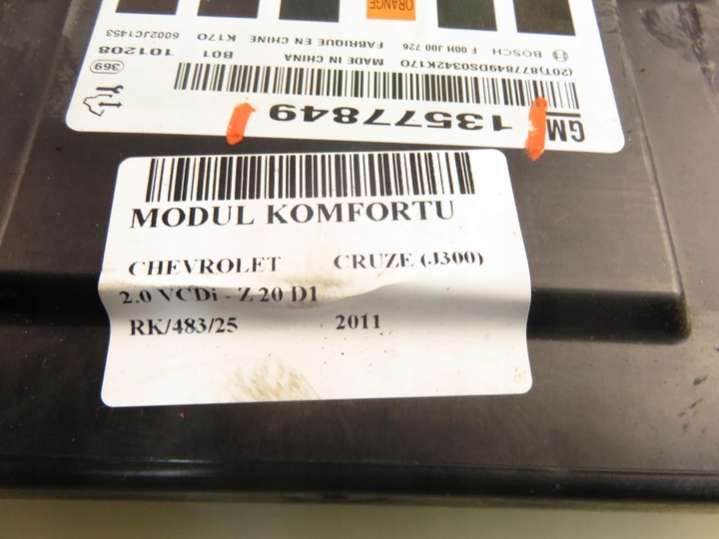 GM 13577849
(20T)8778490DS0342K170
BOSCH F 00H J00 726 MADE IN CHINA B01 101208
FABRIQUE EN CHINE K170 6002JC1453
369
ORANGE
MODUL KOMFORTU
CHEVROLET CRUZE (J300)
2.0 VCDi - Z 20 D1
RK/483/25 2011